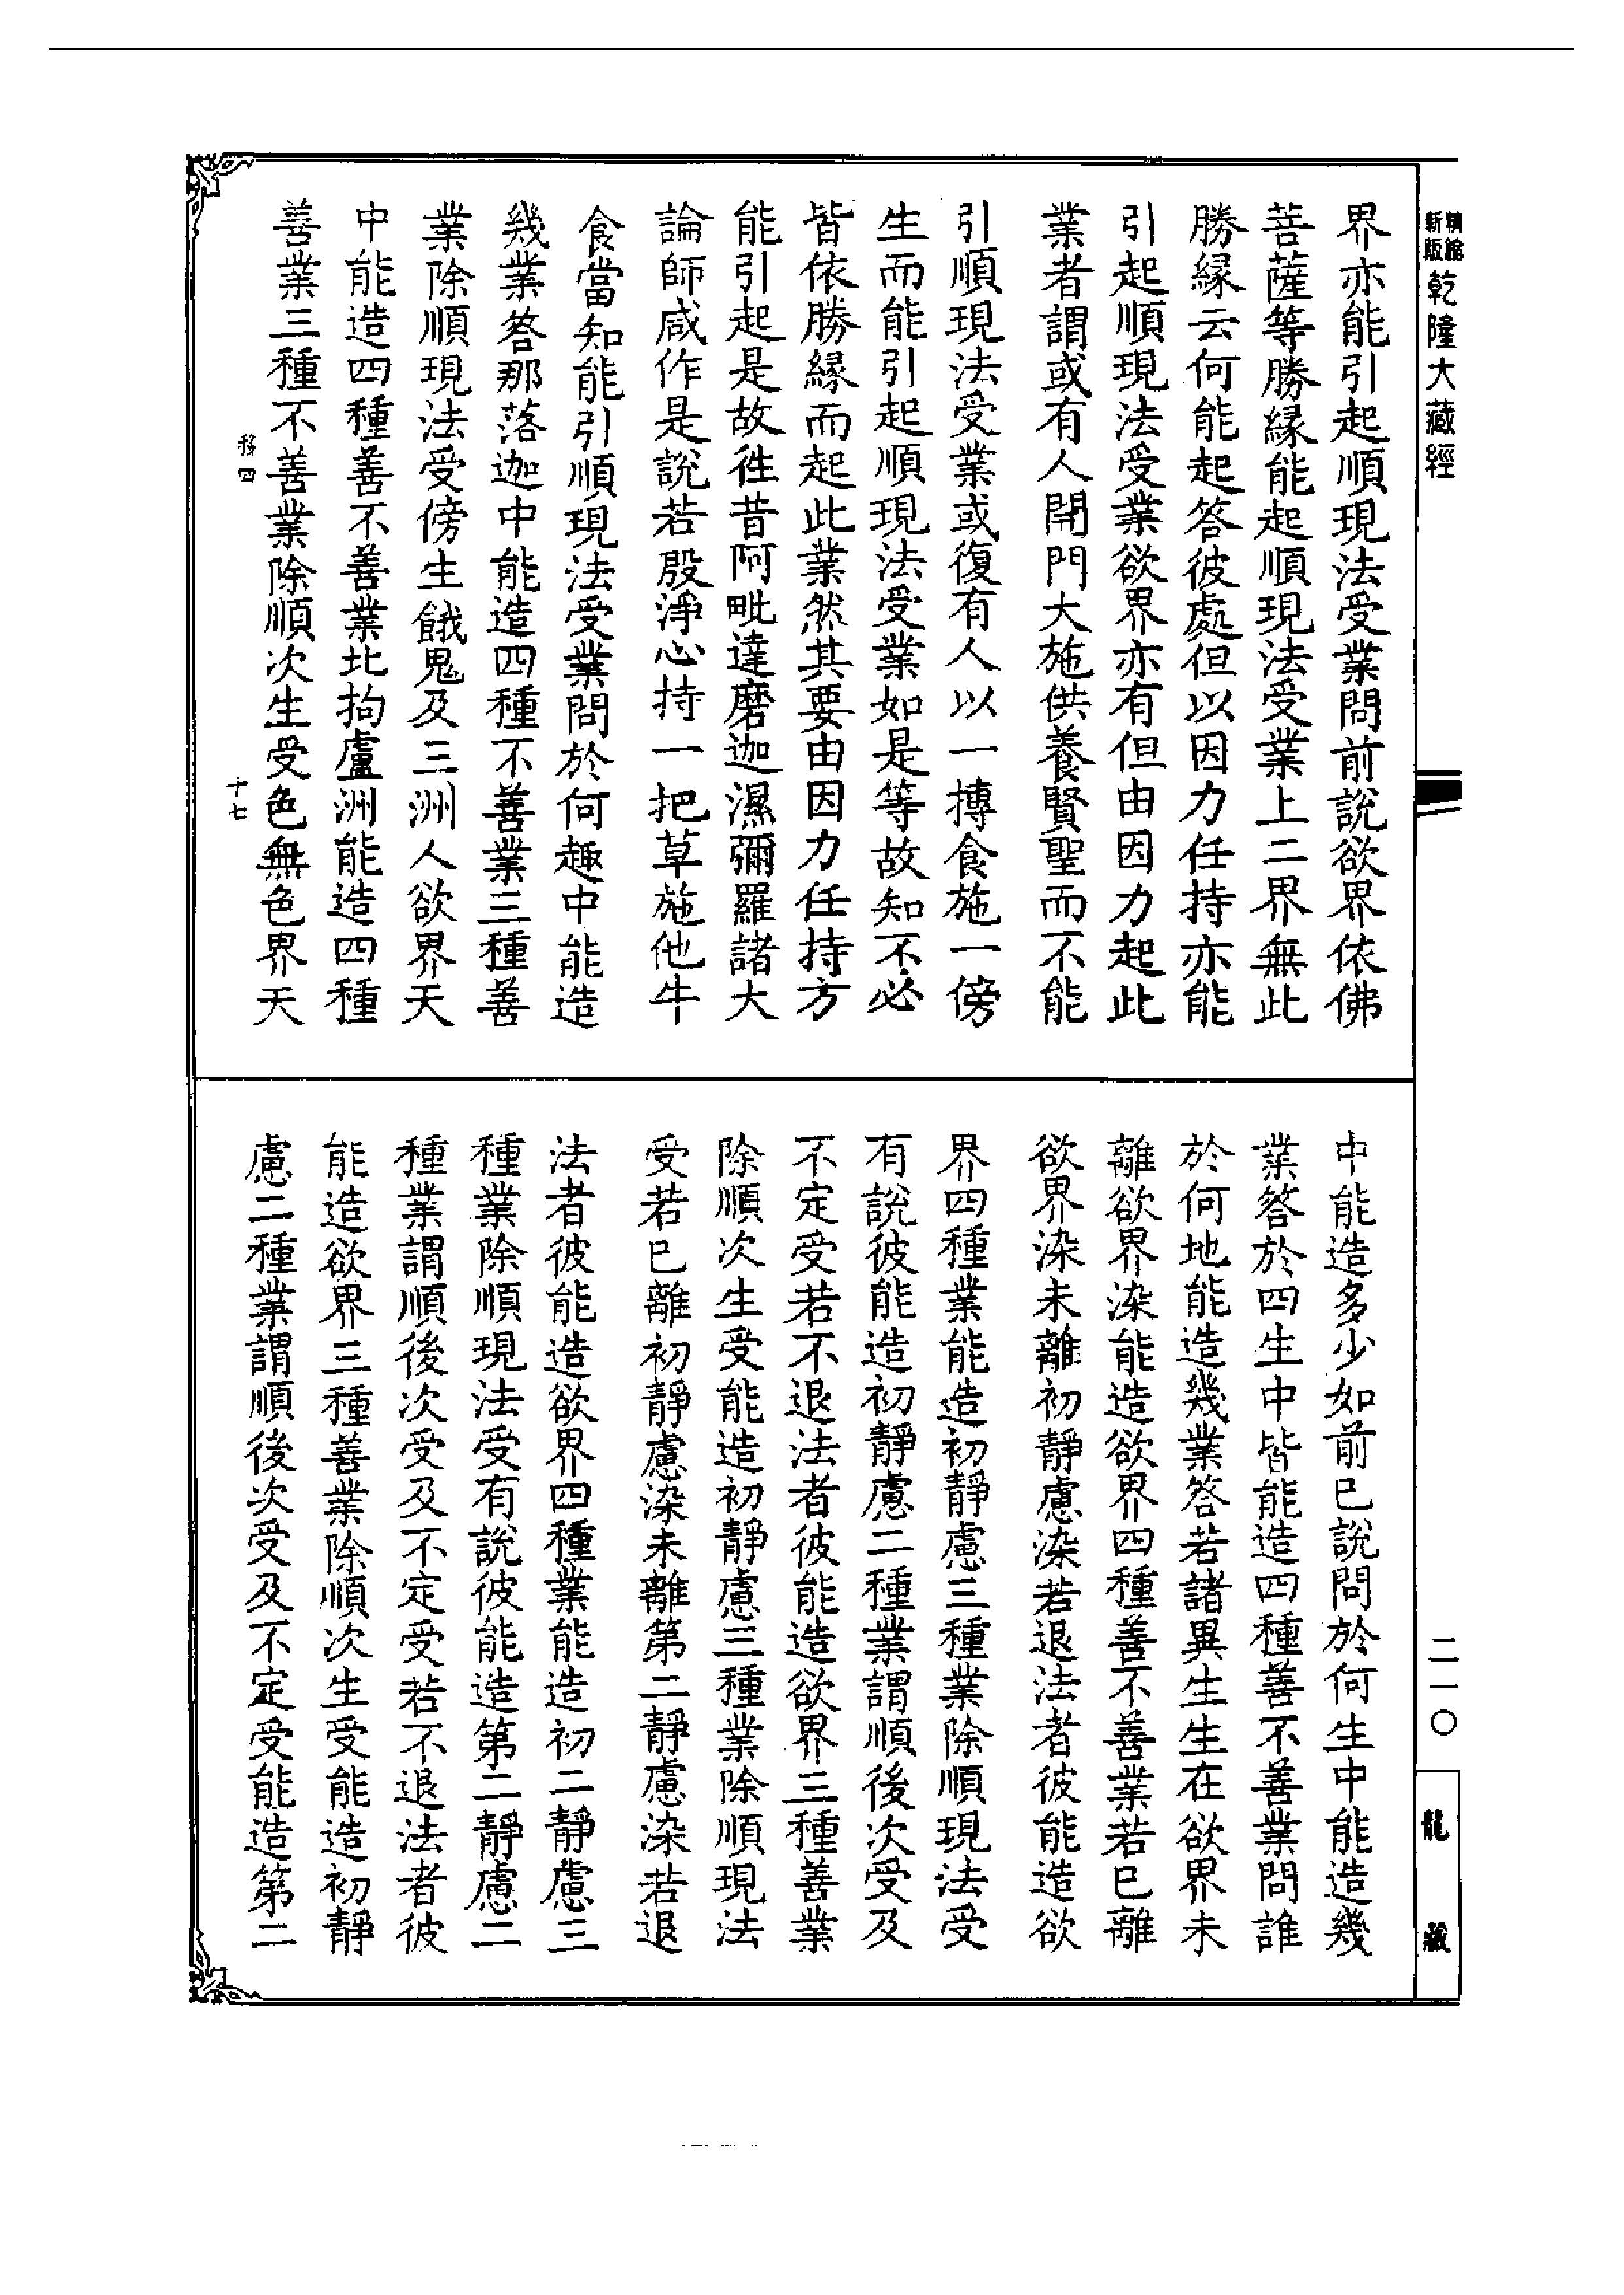 精縮
新版
乾隆大藏經
界亦能引起順現法受業問前說欲界依佛
菩薩等勝縁能起順現法受業上二界無此
勝縁云何能起答彼處但以因力任持亦能
引起順現法受業欲界亦有但由因力起此
業者謂或有人開門大施供養賢聖而不能
引順現法受業或復有人以一摶食施一傍
生而能引起順現法受業如是等故知不必
皆依勝縁而起此業然其要由因力任持方
能引起是故徃昔阿毗達磨迦濕彌羅諸大
論師咸作是說若殷淨心持一把草施他牛
食當知能引順現法受業問於何趣中能造
幾業答那落迦中能造四種不善業三種善
業除順現法受傍生餓鬼及三洲人欲界天
中能造四種善不善業北拘盧洲能造四種
善業三種不善業除順次生受色無色界天
移四
十七
中能造多少如前已說問於何生中能造幾
業答於四生中皆能造四種善不善業問誰
於何地能造幾業答若諸異生生在欲界未
離欲界染能造欲界四種善不善業若已離
欲界染未離初靜慮染若退法者彼能造欲
界四種業能造初靜慮三種業除順現法受
有說彼能造初靜慮二種業謂順後次受及
不定受若不退法者彼能造欲界三種善業
除順次生受能造初靜慮三種業除順現法
受若已離初靜慮染未離第二靜慮染若退
法者彼能造欲界四種業能造初二靜慮三
種業除順現法受有說彼能造第二靜慮二
種業謂順後次受及不定受若不退法者彼
能造欲界三種善業除順次生受能造初靜
慮二種業謂順後次受及不定受能造第二
二一〇
龍藏